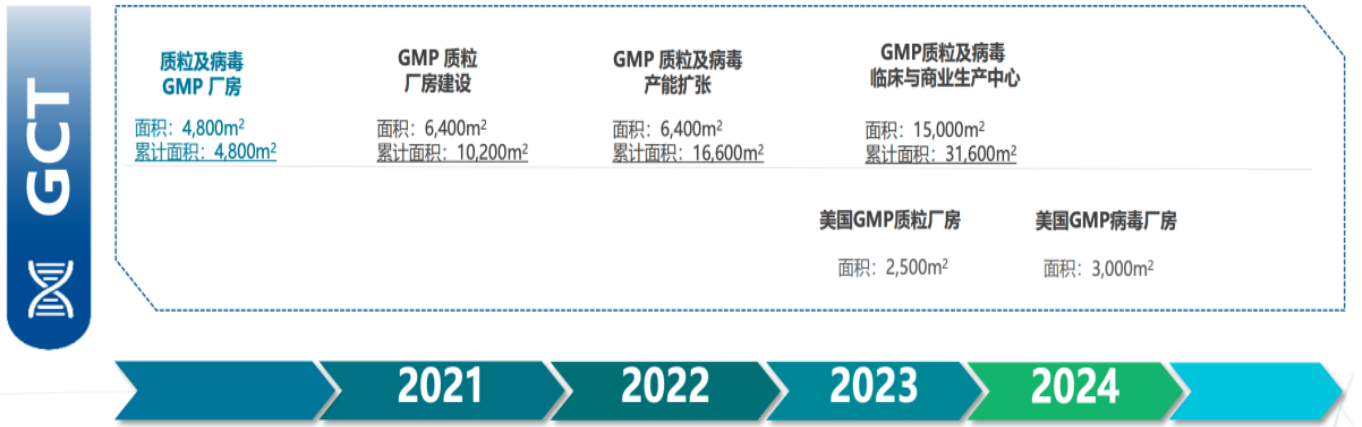 GCT
质粒及病毒
GMP 厂房
面积：4,800m²
累计面积：4,800m²
GMP 质粒
厂房建设
面积：6,400m²
累计面积：10,200m²
GMP 质粒及病毒
产能扩张
面积：6,400m²
累计面积：16,600m²
GMP质粒及病毒
临床与商业生产中心
面积：15,000m²
累计面积：31,600m²
美国GMP质粒厂房
面积：2,500m²
美国GMP病毒厂房
面积：3,000m²
2021
2022
2023
2024